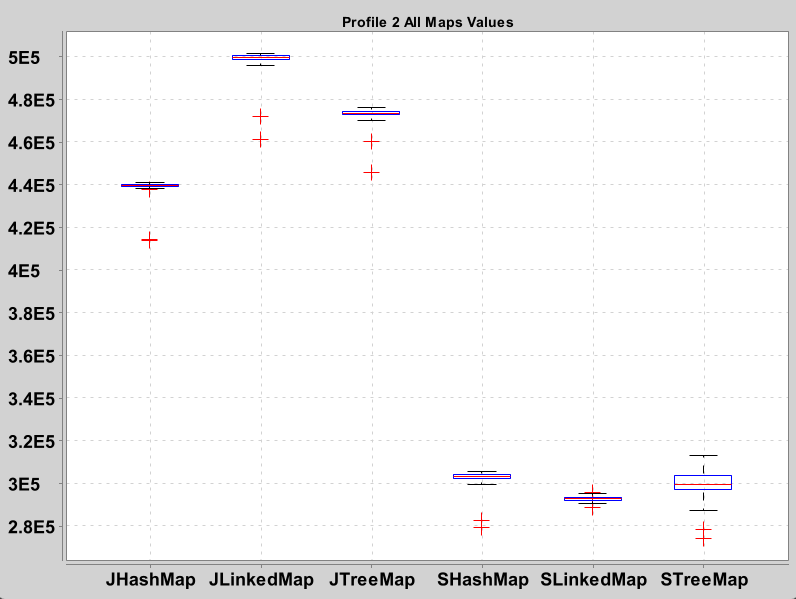 Profile 2 All Maps Values
5E5
4.8E5
4.6E5
4.4E5
4.2E5
4E5
3.8E5
3.6E5
3.4E5
3.2E5
3E5
2.8E5
JHashMap JLinkedMap JTreeMap SHashMap SLinkedMap STreeMap